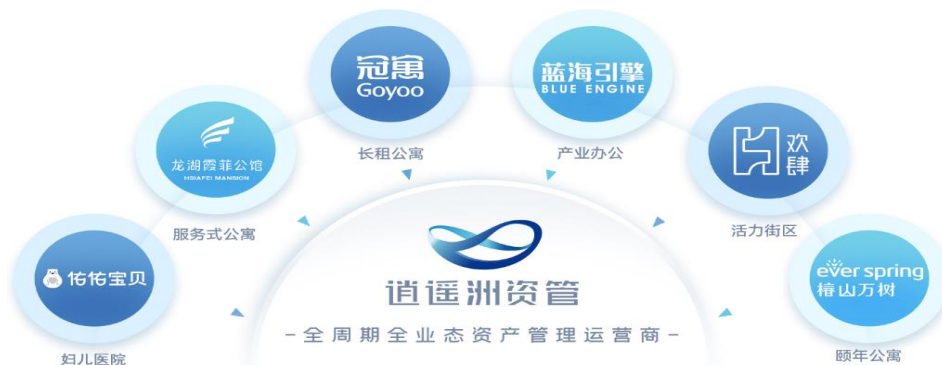 冠寓
Goyoo
长租公寓
蓝海引擎
BLUE ENGINE
产业办公
龙湖霞菲公馆
HSIAFEI MANSION
服务式公寓
欢肆
活力街区
佑佑宝贝
妇儿医院
ever spring
椿山万树
颐年公寓
逍遥洲资管
-全周期全业态资产管理运营商-